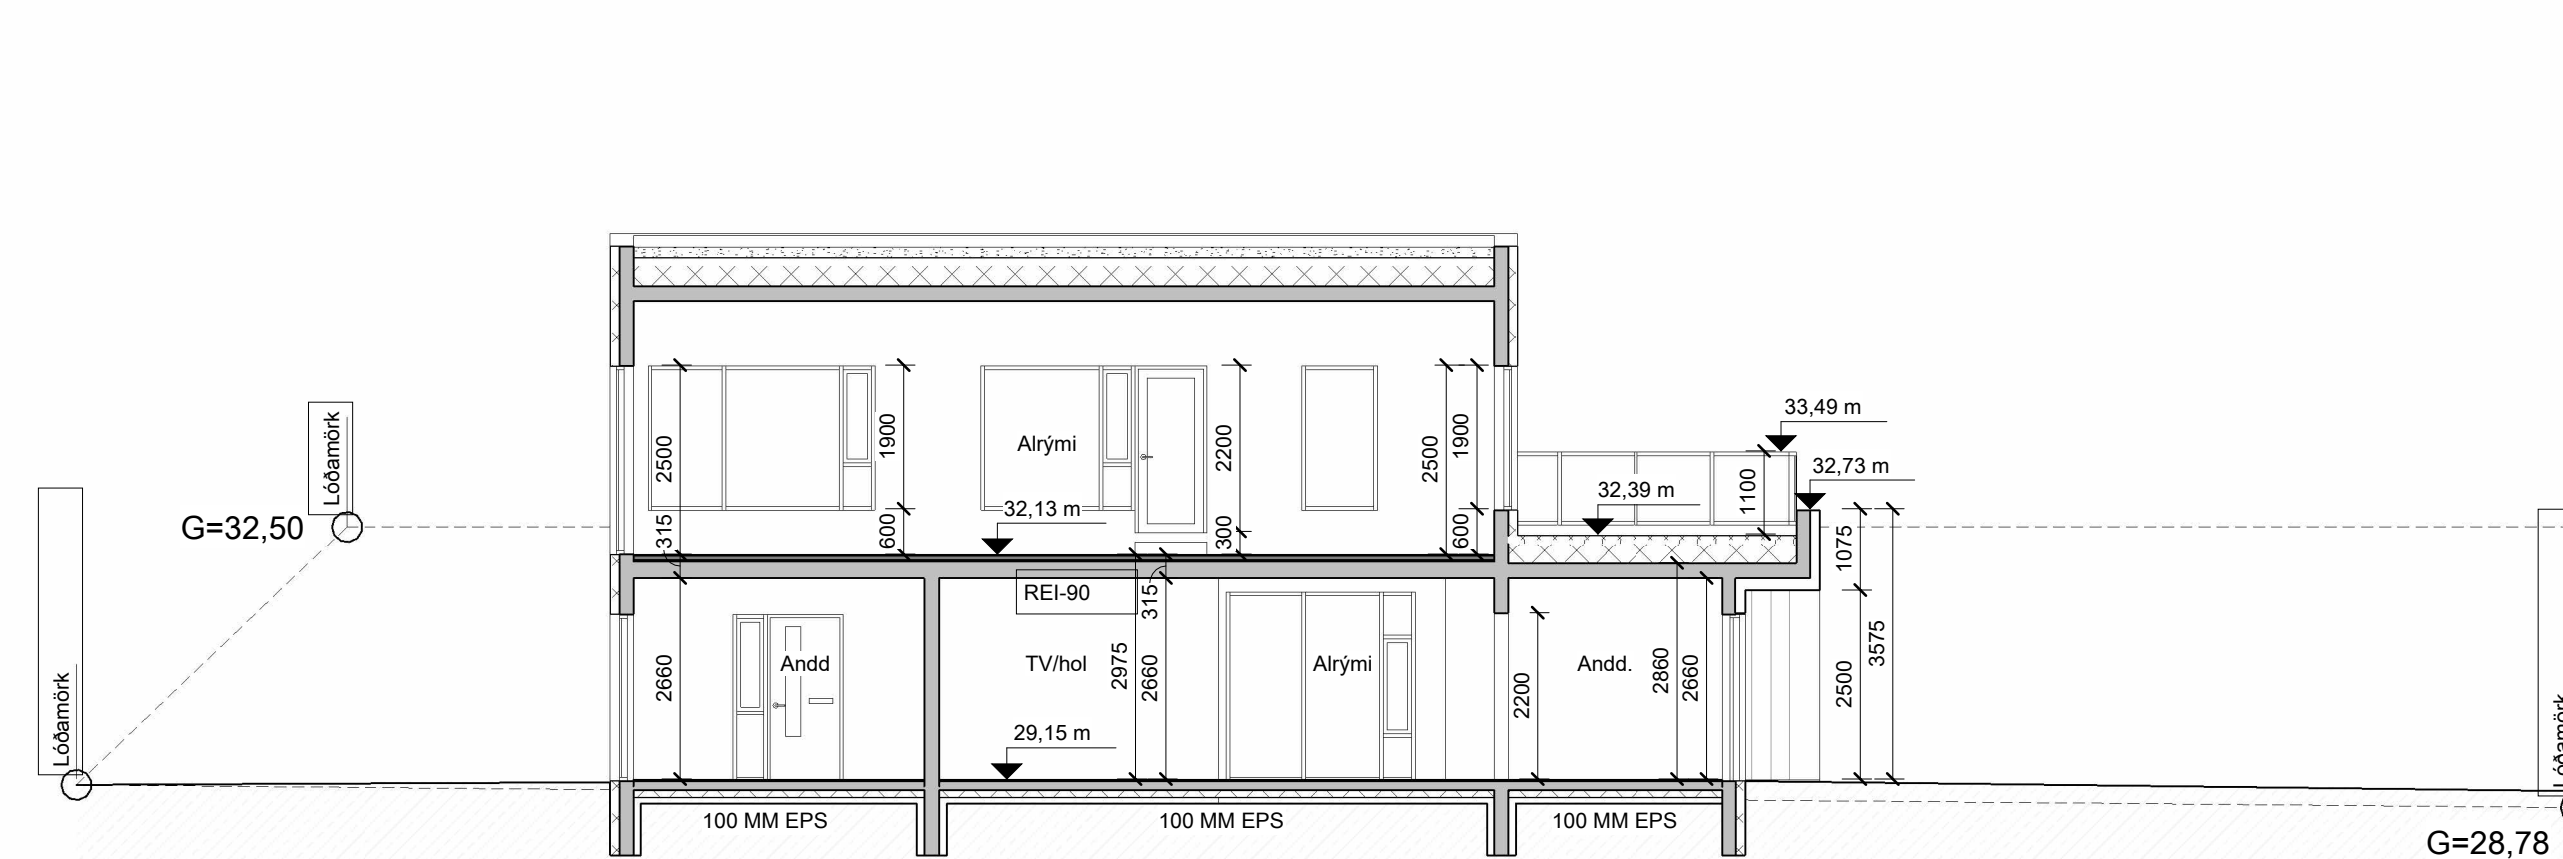 33,49 m
Lóðamörk
32,73 m
2500
1900
Alrými
2200
2500
1900
1100
32,39 m
32,13 m
G=32,50
315
600
300
600
1075
REI-90
315
3575
Lóðamörk
2660
Andd
TV/hol
2975
2660
Alrými
2200
Andd.
2860
2660
2500
29,15 m
100 MM EPS
100 MM EPS
100 MM EPS
G=28,78